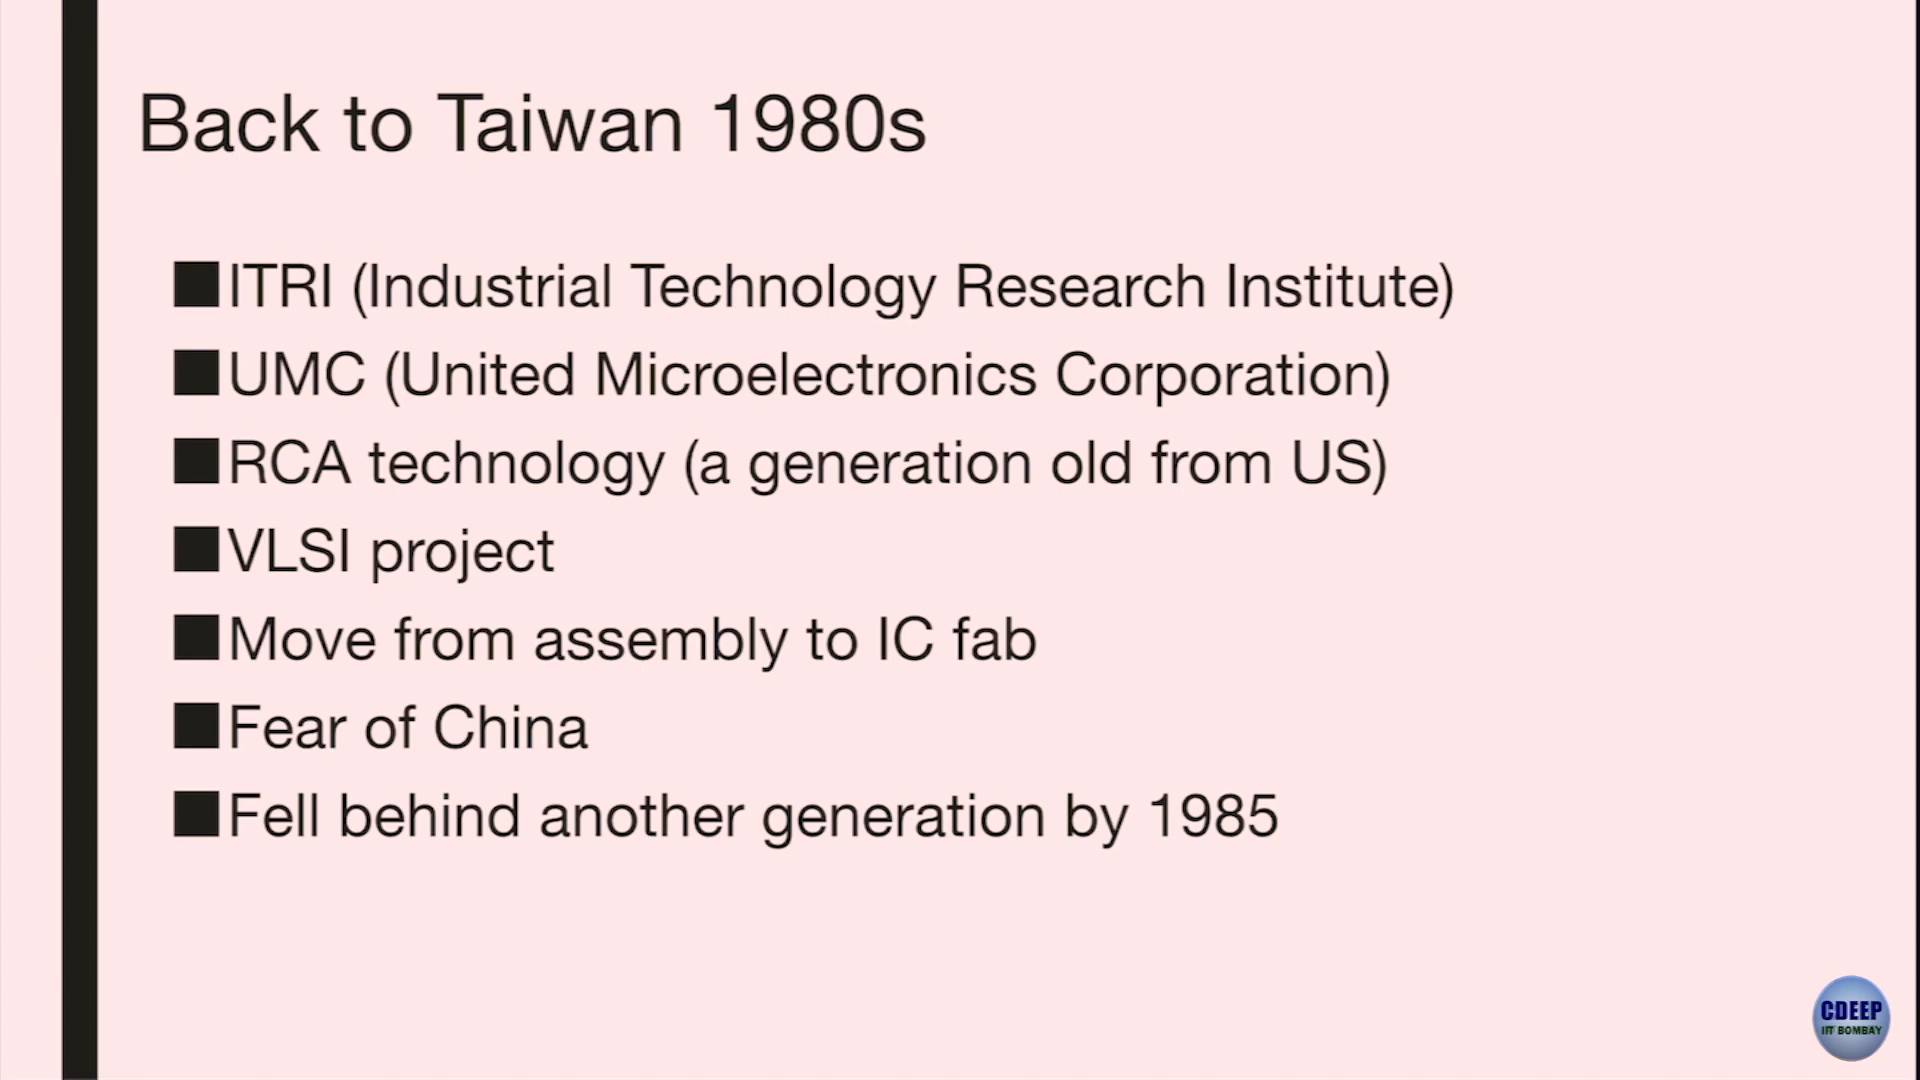 Back to Taiwan 1980s
ITRI (Industrial Technology Research Institute)
UMC (United Microelectronics Corporation)
RCA technology (a generation old from US)
VLSI project
Move from assembly to IC fab
Fear of China
Fell behind another generation by 1985
CDEEP
IIT BOMBAY